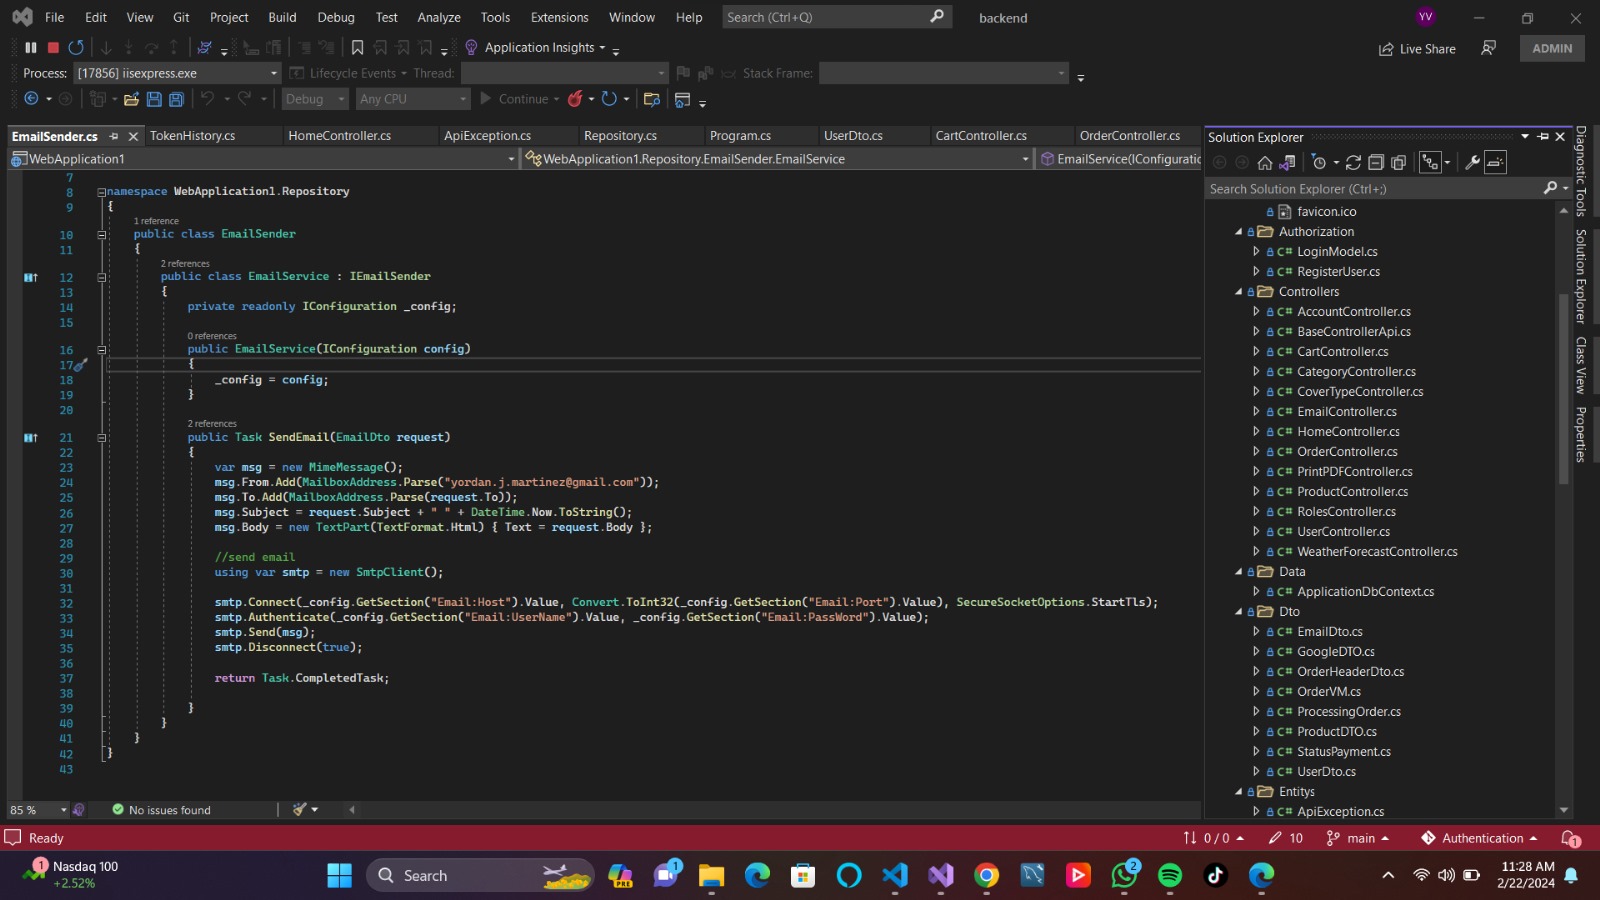 File Edit View Git Project Build Debug Test Analyze Tools Extensions Window Help Search (Ctrl+Q) backend YV
Application Insights Live Share ADMIN
Process: [17856] iisexpress.exe Lifecycle Events Thread: Stack Frame:
Debug Any CPU Continue
EmailSender.cs TokenHistory.cs HomeController.cs ApiException.cs Repository.cs Program.cs UserDto.cs CartController.cs OrderController.cs
WebApplication1 WebApplication1.Repository.EmailSender.EmailService EmailService(IConfiguratio
7
8 namespace WebApplication1.Repository
9 {
1 reference
10 public class EmailSender
11 {
2 references
12 public class EmailService : IEmailSender
13 {
14 private readonly IConfiguration _config;
15
0 references
16 public EmailService(IConfiguration config)
17 {
18 _config = config;
19 }
20
2 references
21 public Task SendEmail(EmailDto request)
22 {
23 var msg = new MimeMessage();
24 msg.From.Add(MailboxAddress.Parse("yordan.j.martinez@gmail.com"));
25 msg.To.Add(MailboxAddress.Parse(request.To));
26 msg.Subject = request.Subject + " " + DateTime.Now.ToString();
27 msg.Body = new TextPart(TextFormat.Html) { Text = request.Body };
28
29 //send email
30 using var smtp = new SmtpClient();
31
32 smtp.Connect(_config.GetSection("Email:Host").Value, Convert.ToInt32(_config.GetSection("Email:Port").Value), SecureSocketOptions.StartTls);
33 smtp.Authenticate(_config.GetSection("Email:UserName").Value, _config.GetSection("Email:PassWord").Value);
34 smtp.Send(msg);
35 smtp.Disconnect(true);
36
37 return Task.CompletedTask;
38
39 }
40 }
41 }
42 }
43
85 % No issues found
Solution Explorer
Search Solution Explorer (Ctrl+;)
favicon.ico
Authorization
C# LoginModel.cs
C# RegisterUser.cs
Controllers
C# AccountController.cs
C# BaseControllerApi.cs
C# CartController.cs
C# CategoryController.cs
C# CoverTypeController.cs
C# EmailController.cs
C# HomeController.cs
C# OrderController.cs
C# PrintPDFController.cs
C# ProductController.cs
C# RolesController.cs
C# UserController.cs
C# WeatherForecastController.cs
Data
C# ApplicationDbContext.cs
Dto
C# EmailDto.cs
C# GoogleDTO.cs
C# OrderHeaderDto.cs
C# OrderVM.cs
C# ProcessingOrder.cs
C# ProductDTO.cs
C# StatusPayment.cs
C# UserDto.cs
Entitys
C# ApiException.cs
Diagnostic Tools
Solution Explorer
Class View
Properties
Ready 0 / 0 10 main Authentication 1
1 Nasdaq 100 Search PRE 1 2 11:28 AM
+2.52% 2/22/2024